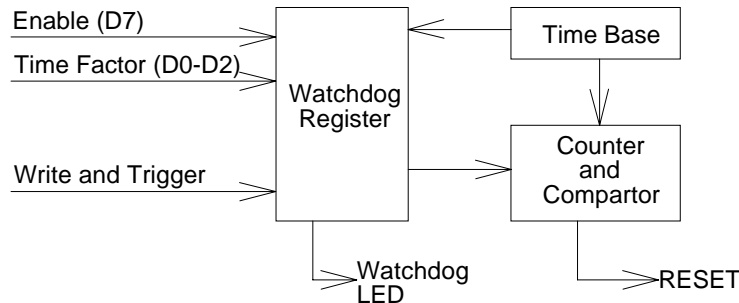 Enable (D7)
Time Factor (D0-D2)
Write and Trigger
Watchdog
Register
Time Base
Counter
and
Compartor
Watchdog
LED
RESET